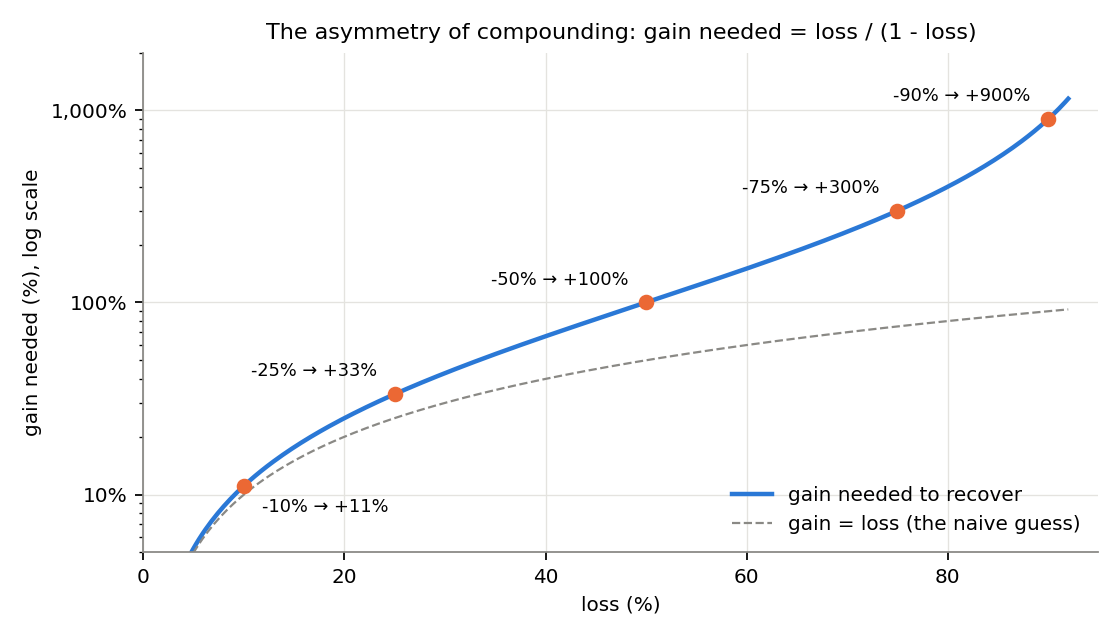 The asymmetry of compounding: gain needed = loss / (1 - loss)
gain needed (%), log scale
1,000%
100%
10%
-90% → +900%
-75% → +300%
-50% → +100%
-25% → +33%
-10% → +11%
gain needed to recover
gain = loss (the naive guess)
0
20
40
60
80
loss (%)